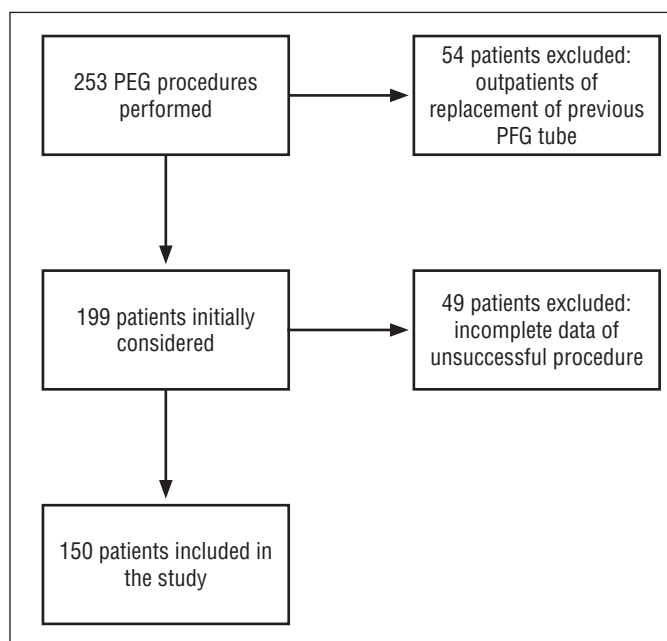 253 PEG procedures
performed
54 patients excluded:
outpatients of
replacement of previous
PFG tube
199 patients initially
considered
49 patients excluded:
incomplete data of
unsuccessful procedure
150 patients included in
the study